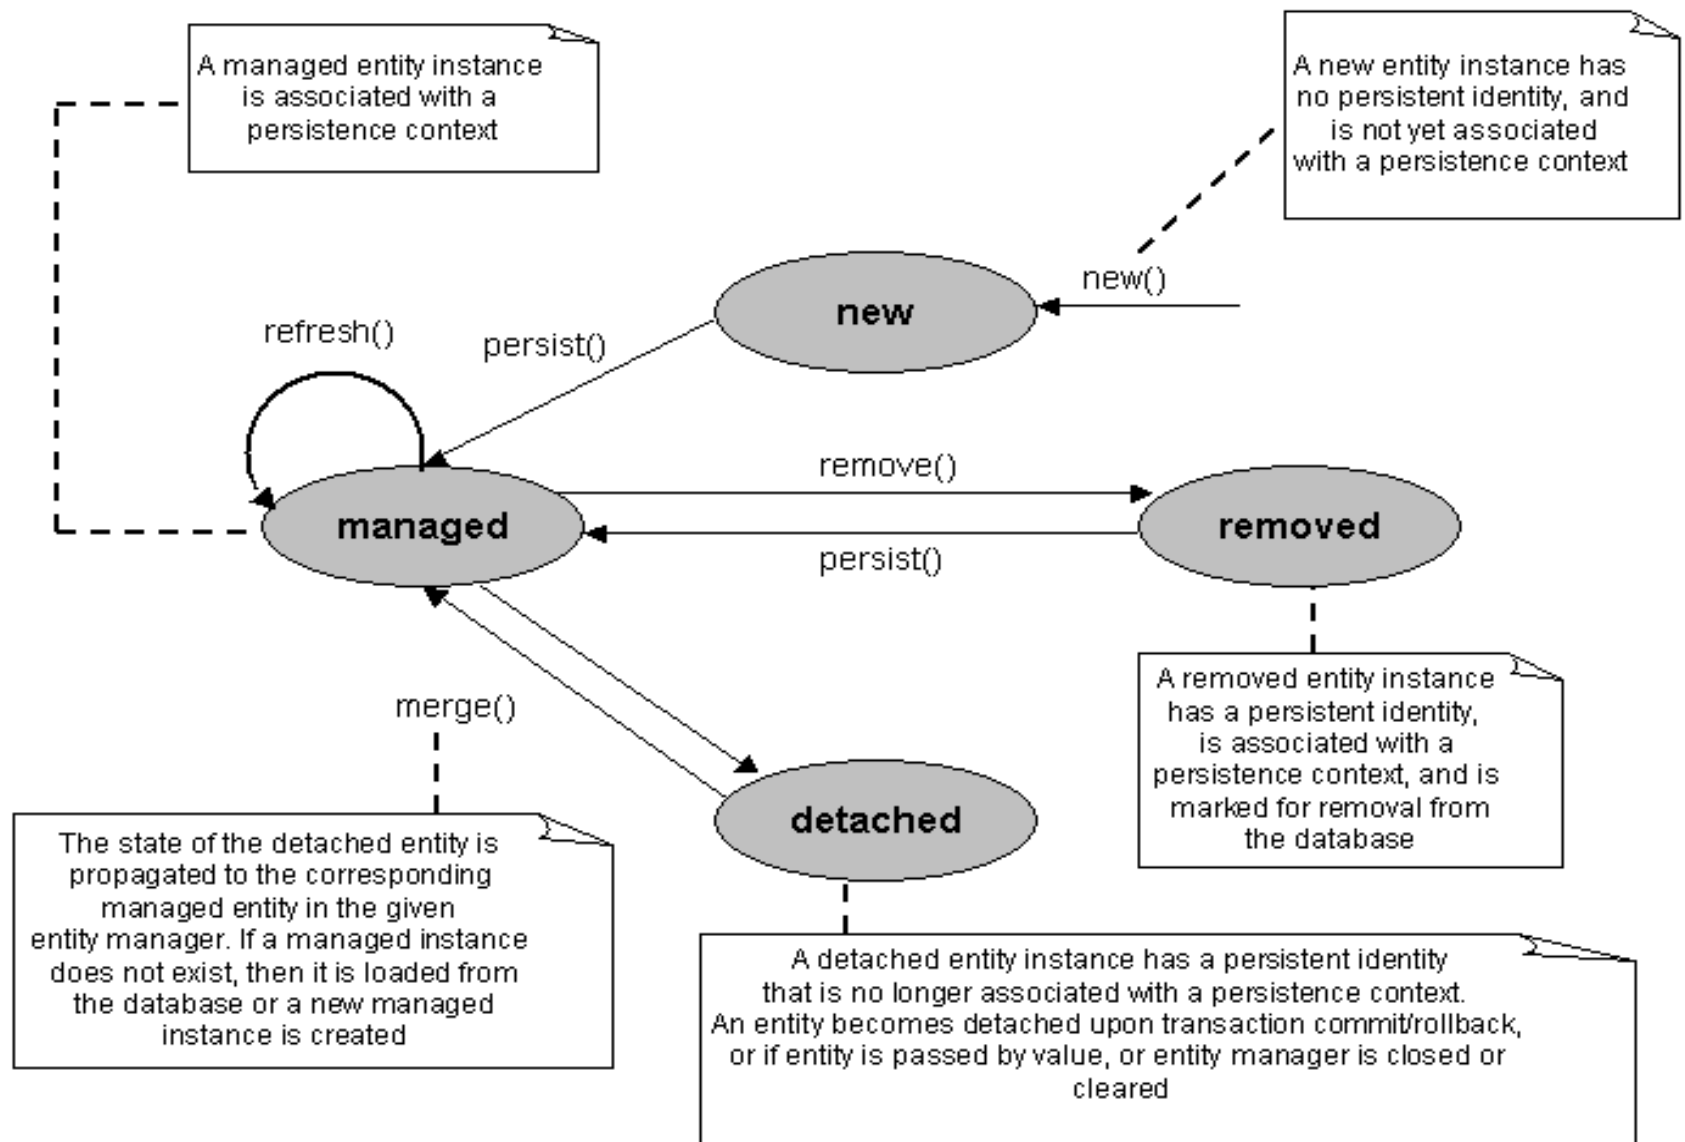 A managed entity instance
is associated with a
persistence context
A new entity instance has
no persistent identity, and
is not yet associated
with a persistence context
new()
new
refresh()
persist()
remove()
managed
removed
persist()
merge()
A removed entity instance
has a persistent identity,
is associated with a
persistence context, and is
marked for removal from
the database
detached
The state of the detached entity is
propagated to the corresponding
managed entity in the given
entity manager. If a managed instance
does not exist, then it is loaded from
the database or a new managed
instance is created
A detached entity instance has a persistent identity
that is no longer associated with a persistence context.
An entity becomes detached upon transaction commit/rollback,
or if entity is passed by value, or entity manager is closed or
cleared